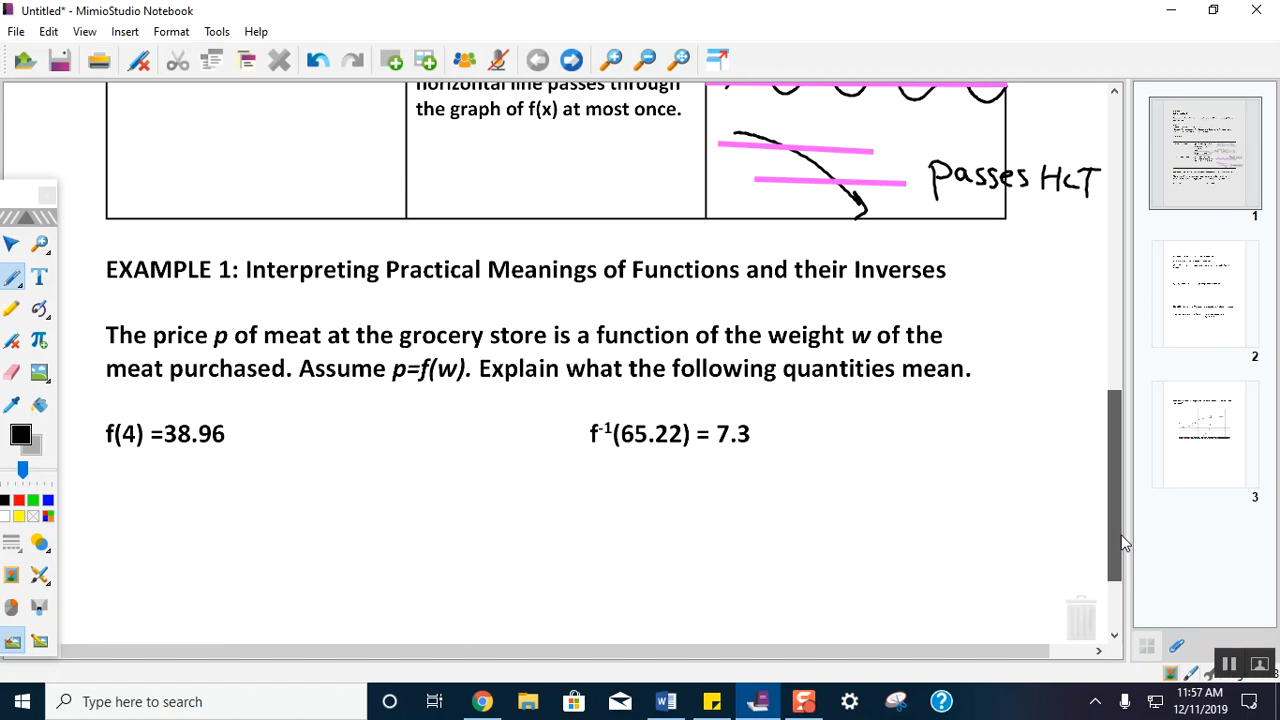 Untitled* - MimioStudio Notebook
File Edit View Insert Format Tools Help
horizontal line passes through
the graph of f(x) at most once.
passes HLT
EXAMPLE 1: Interpreting Practical Meanings of Functions and their Inverses
The price p of meat at the grocery store is a function of the weight w of the
meat purchased. Assume p=f(w). Explain what the following quantities mean.
f(4) =38.96
f-1(65.22) = 7.3
1
2
3
Type here to search
11:57 AM
12/11/2019